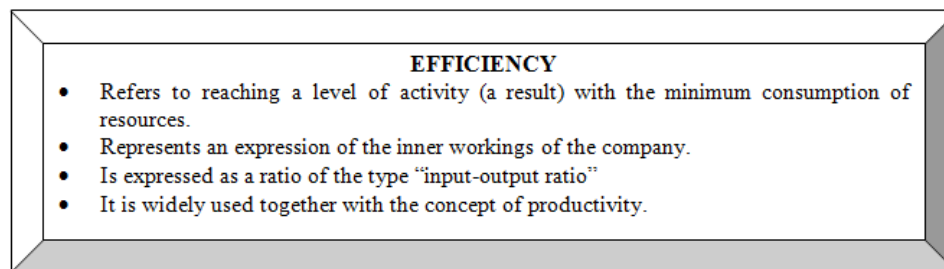 EFFICIENCY
• Refers to reaching a level of activity (a result) with the minimum consumption of
resources.
• Represents an expression of the inner workings of the company.
• Is expressed as a ratio of the type “input-output ratio”
• It is widely used together with the concept of productivity.